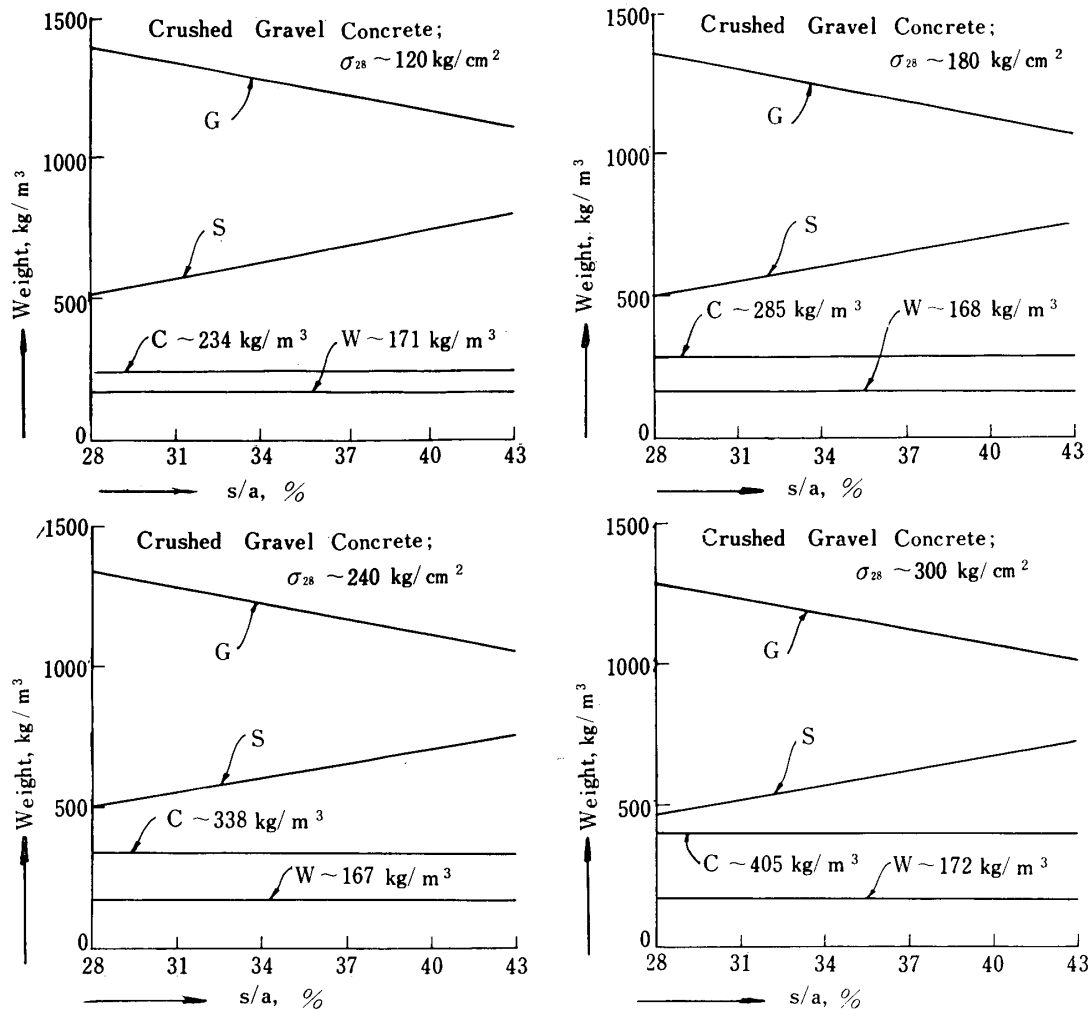 Crushed Gravel Concrete;
σ₂₈ ~120 kg/cm²
1500
1000
500
0
Weight, kg/m³
G
S
C ~234 kg/m³
W ~171 kg/m³
28 31 34 37 40 43
s/a, %
Crushed Gravel Concrete;
σ₂₈ ~180 kg/cm²
1500
1000
500
0
Weight, kg/m³
G
S
C ~285 kg/m³
W ~168 kg/m³
28 31 34 37 40 43
s/a, %
Crushed Gravel Concrete;
σ₂₈ ~240 kg/cm²
1500
1000
500
0
Weight, kg/m³
G
S
C ~338 kg/m³
W ~167 kg/m³
28 31 34 37 40 43
s/a, %
Crushed Gravel Concrete;
σ₂₈ ~300 kg/cm²
1500
1000
500
0
Weight, kg/m³
G
S
C ~405 kg/m³
W ~172 kg/m³
28 31 34 37 40 43
s/a, %